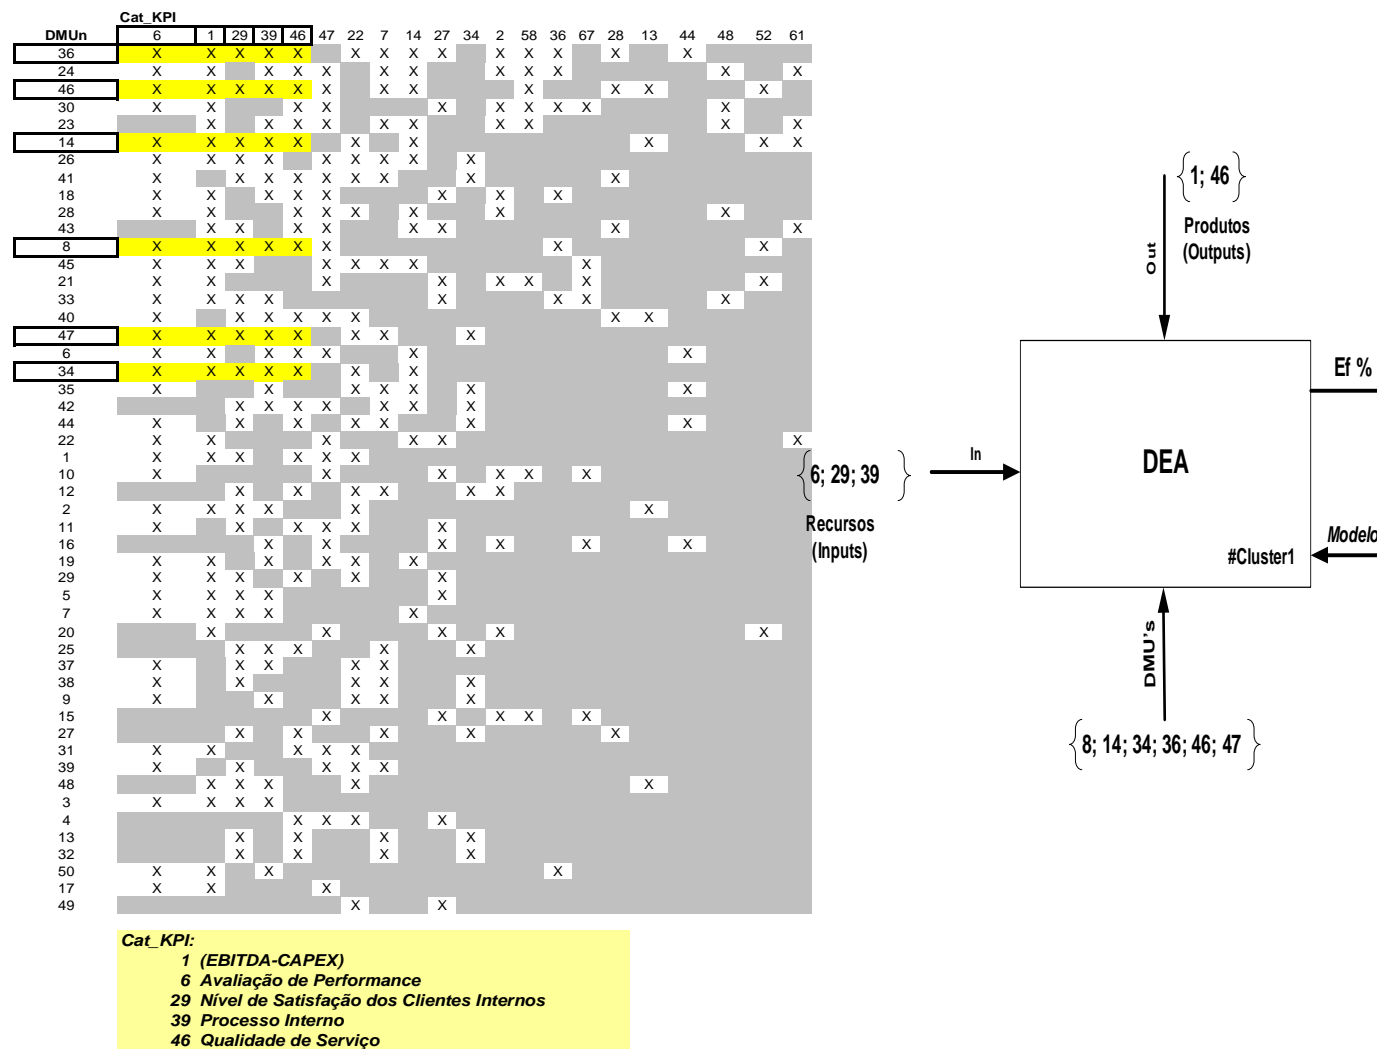 Cat_KPI
DMUn 6 1 29 39 46 47 22 7 14 27 34 2 58 36 67 28 13 44 48 52 61
36 X X X X X X X X X X X X X X
24 X X X X X X X X X X X X
46 X X X X X X X X X X X X
30 X X X X X X X X X X
23 X X X X X X X X X X
14 X X X X X X X X X X
26 X X X X X X X X X
41 X X X X X X X X X
18 X X X X X X X X
28 X X X X X X X X
43 X X X X X X X X
8 X X X X X X X X
45 X X X X X X X X
21 X X X X X X X X
33 X X X X X X X X
40 X X X X X X X X
47 X X X X X X X X
6 X X X X X X X
34 X X X X X X X
35 X X X X X X X
42 X X X X X X X
44 X X X X X X X
22 X X X X X X
1 X X X X X X
10 X X X X X X
12 X X X X X X
2 X X X X X X
11 X X X X X X
16 X X X X X X
19 X X X X X X
29 X X X X X X
5 X X X X X
7 X X X X X
20 X X X X X
25 X X X X X
37 X X X X X
38 X X X X X
9 X X X X X
15 X X X X X
27 X X X X X
31 X X X X X
39 X X X X X
48 X X X X X
3 X X X X
4 X X X X
13 X X X X
32 X X X X
50 X X X X
17 X X X
49 X X
Cat_KPI:
1 (EBITDA-CAPEX)
6 Avaliação de Performance
29 Nível de Satisfação dos Clientes Internos
39 Processo Interno
46 Qualidade de Serviço
{1; 46}
Produtos
(Outputs)
Out
Ef %
In
{6; 29; 39}
Recursos
(Inputs)
DEA
Modelo
#Cluster1
DMU's
{8; 14; 34; 36; 46; 47}